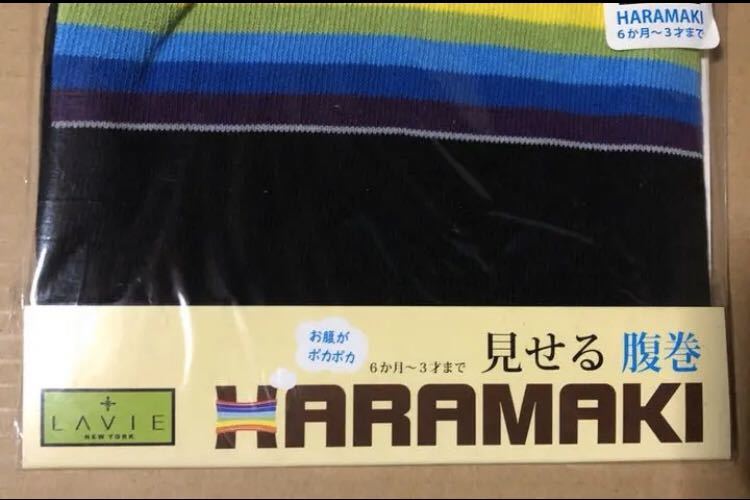 HARAMAKI
6か月～3才まで
お腹が
ポカポカ
6か月～3才まで
見せる 腹巻
HARAMAKI
LAVIE
NEW YORK